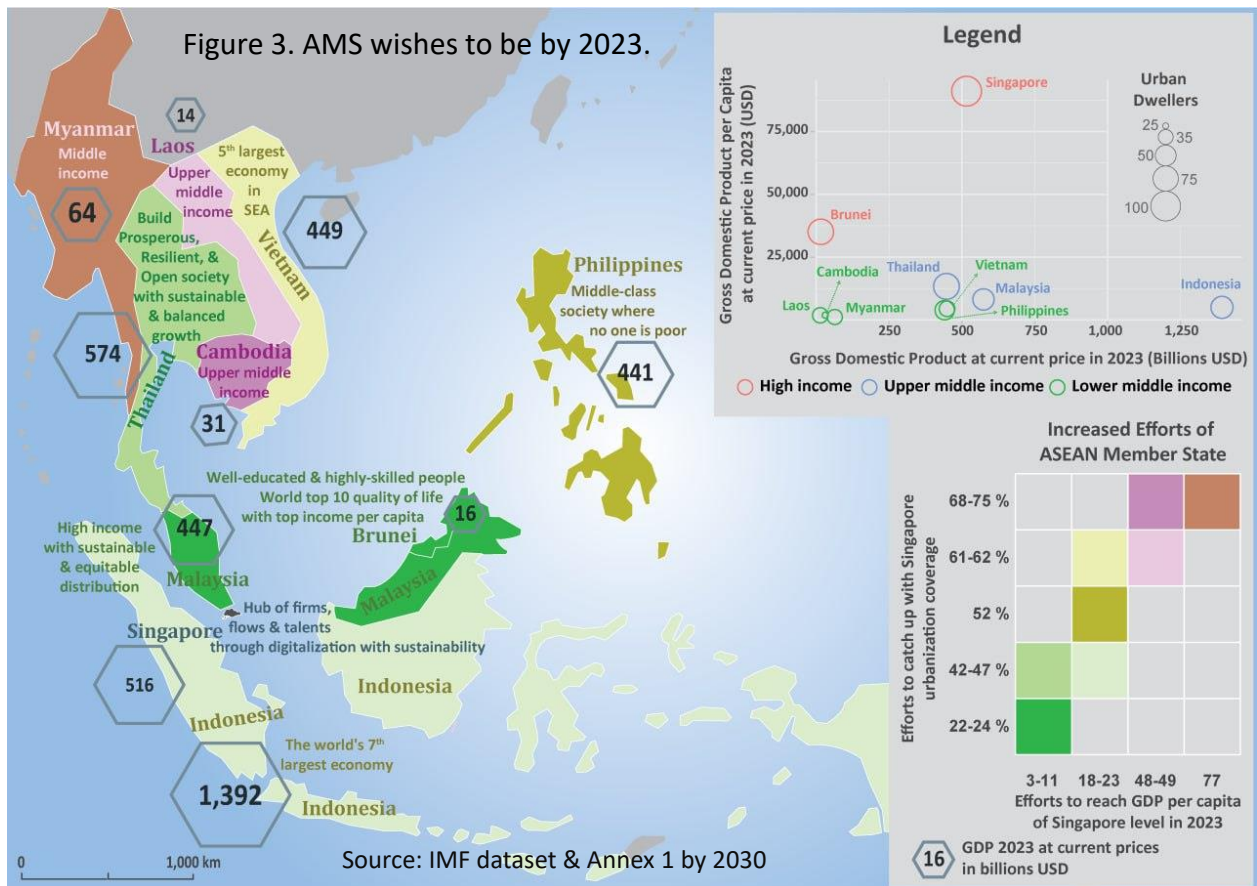 Figure 3. AMS wishes to be by 2023.
Myanmar
Middle
income
64
14
Laos
Upper
middle
income
5th largest
economy
in
SEA
Vietnam
449
Build
Prosperous,
Resilient, &
Open society
with sustainable
& balanced
growth
574
Thailand
Cambodia
Upper middle
income
31
Philippines
Middle-class
society where
no one is poor
441
Well-educated & highly-skilled people
World top 10 quality of life
with top income per capita
Brunei
16
High income
with sustainable
& equitable
distribution
447
Malaysia
Malaysia
Hub of firms,
flows & talents
through digitalization with sustainability
Singapore
516
Indonesia
Indonesia
The world's 7th
largest economy
1,392
Indonesia
0
1,000 km
Source: IMF dataset & Annex 1 by 2030
Legend
Gross Domestic Product per Capita
at current price in 2023 (USD)
75,000
50,000
25,000
Singapore
Brunei
Cambodia
Laos
Myanmar
Thailand
Vietnam
Malaysia
Philippines
Indonesia
Urban
Dwellers
25
35
50
75
100
250
500
750
1,000
1,250
Gross Domestic Product at current price in 2023 (Billions USD)
High income
Upper middle income
Lower middle income
Increased Efforts of
ASEAN Member State
Efforts to catch up with Singapore
urbanization coverage
68-75 %
61-62 %
52 %
42-47 %
22-24 %
3-11
18-23
48-49
77
Efforts to reach GDP per capita
of Singapore level in 2023
16
GDP 2023 at current prices
in billions USD